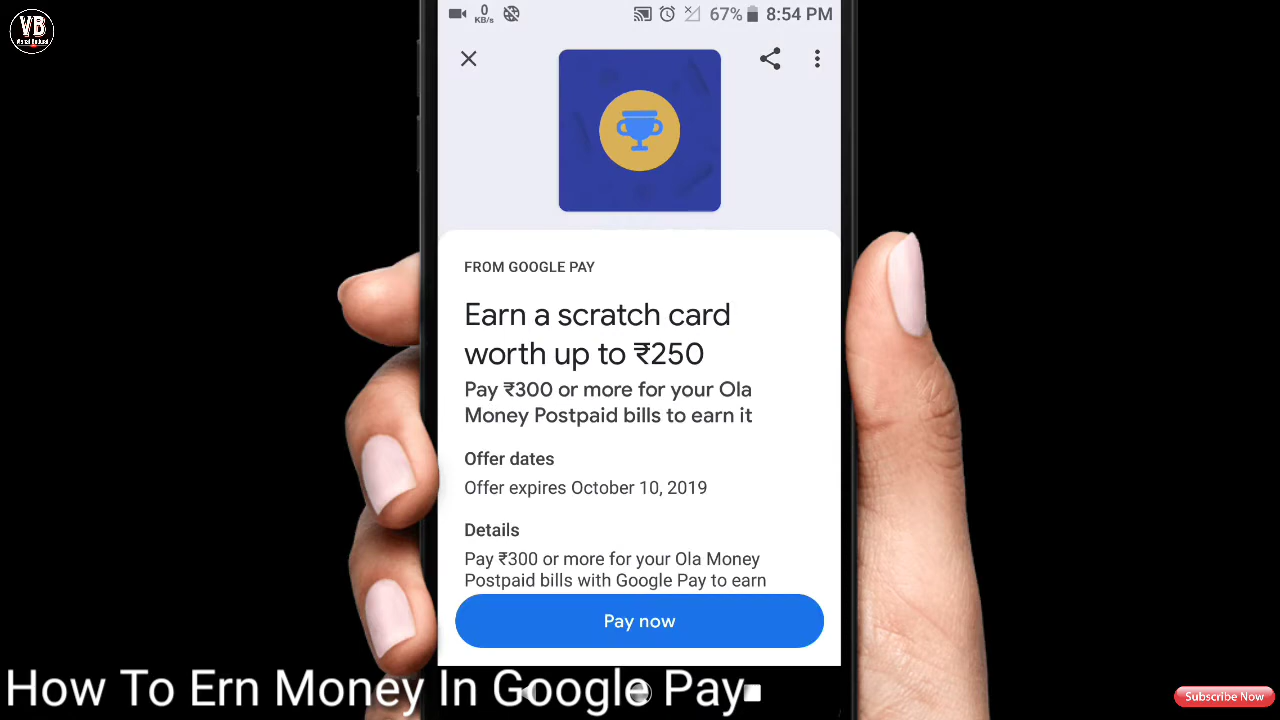 VB
0
KB/s
67%
8:54 PM
FROM GOOGLE PAY
Earn a scratch card
worth up to ₹250
Pay ₹300 or more for your Ola
Money Postpaid bills to earn it
Offer dates
Offer expires October 10, 2019
Details
Pay ₹300 or more for your Ola Money
Postpaid bills with Google Pay to earn
Pay now
How To Ern Money In Google Pay
Subscribe Now